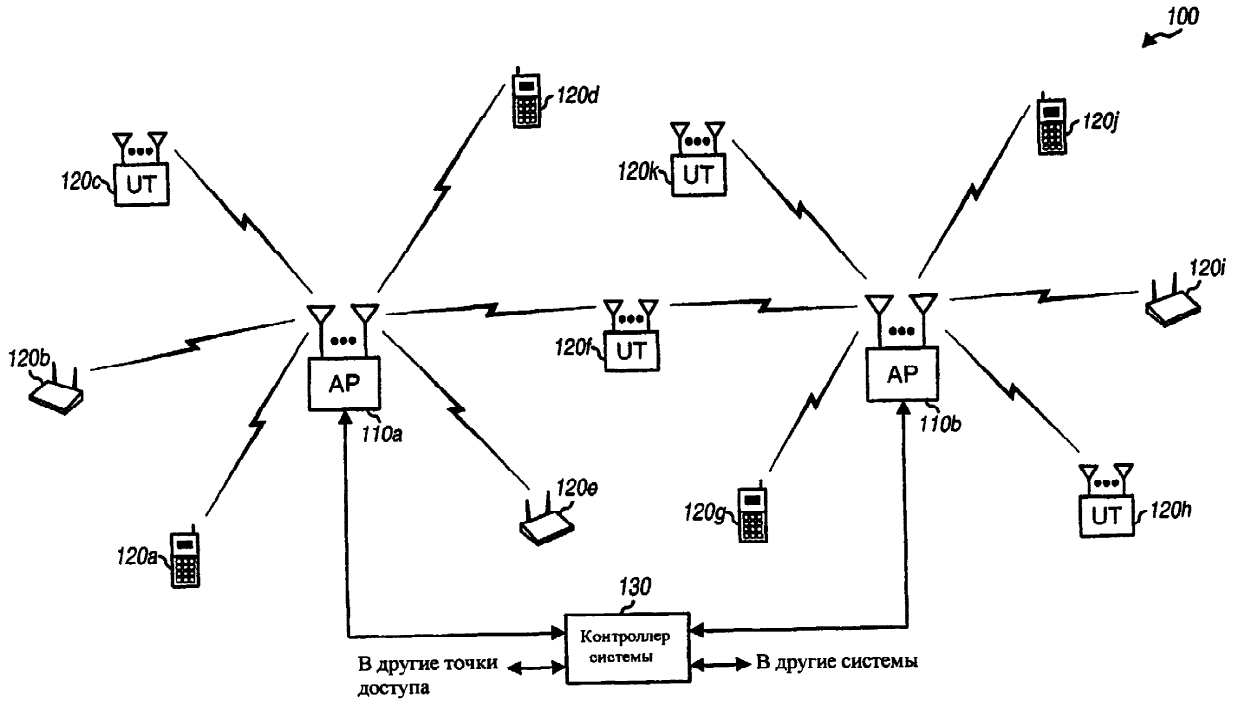 100
120d
120j
120c
UT
120k
UT
120i
120b
120f
UT
AP
110a
AP
110b
120e
120g
UT
120h
120a
130
Контроллер
системы
В другие точки
доступа
В другие системы